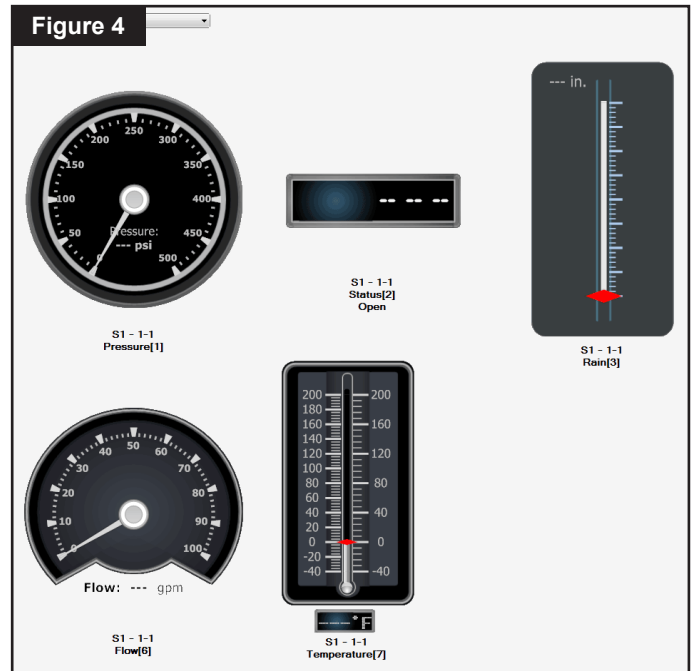 Figure 4
0
50
100
150
200
250
300
350
400
450
500
Pressure:
--- psi
S1 - 1-1
Pressure[1]
-- -- --
S1 - 1-1
Status[2]
Open
--- in.
S1 - 1-1
Rain[3]
0
10
20
30
40
50
60
70
80
90
100
Flow: --- gpm
S1 - 1-1
Flow[6]
200 200
180
160 160
140
120 120
100
80 80
60
40 40
20
0 0
-20
-40 -40
---°F
S1 - 1-1
Temperature[7]